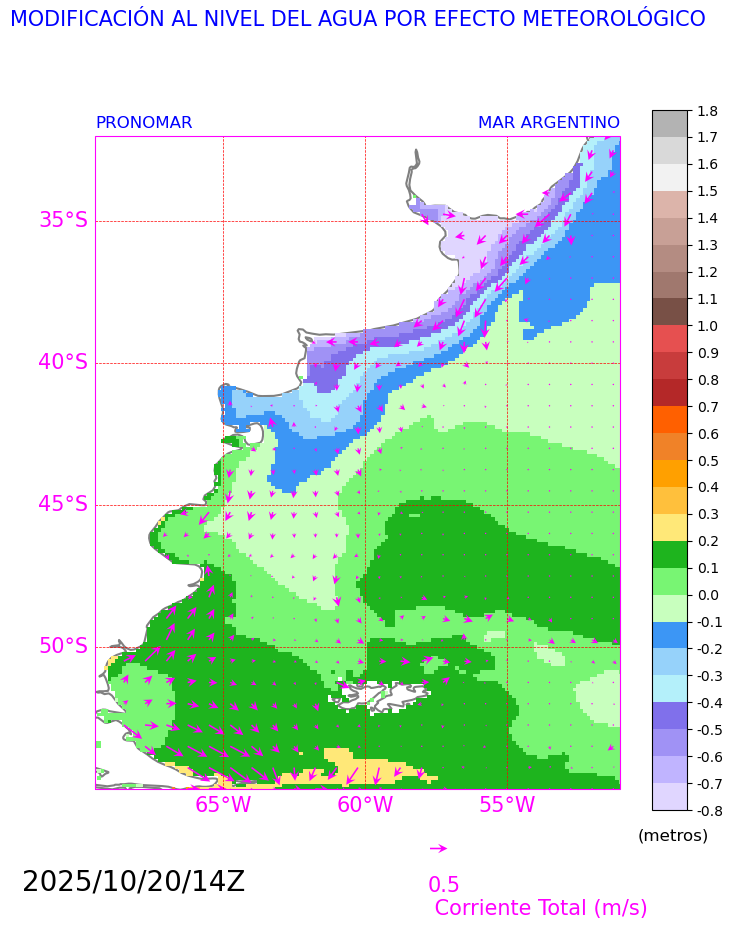 MODIFICACIÓN AL NIVEL DEL AGUA POR EFECTO METEOROLÓGICO
PRONOMAR
MAR ARGENTINO
35°S
40°S
45°S
50°S
65°W
60°W
55°W
1.8
1.7
1.6
1.5
1.4
1.3
1.2
1.1
1.0
0.9
0.8
0.7
0.6
0.5
0.4
0.3
0.2
0.1
0.0
-0.1
-0.2
-0.3
-0.4
-0.5
-0.6
-0.7
-0.8
(metros)
2025/10/20/14Z
0.5
Corriente Total (m/s)